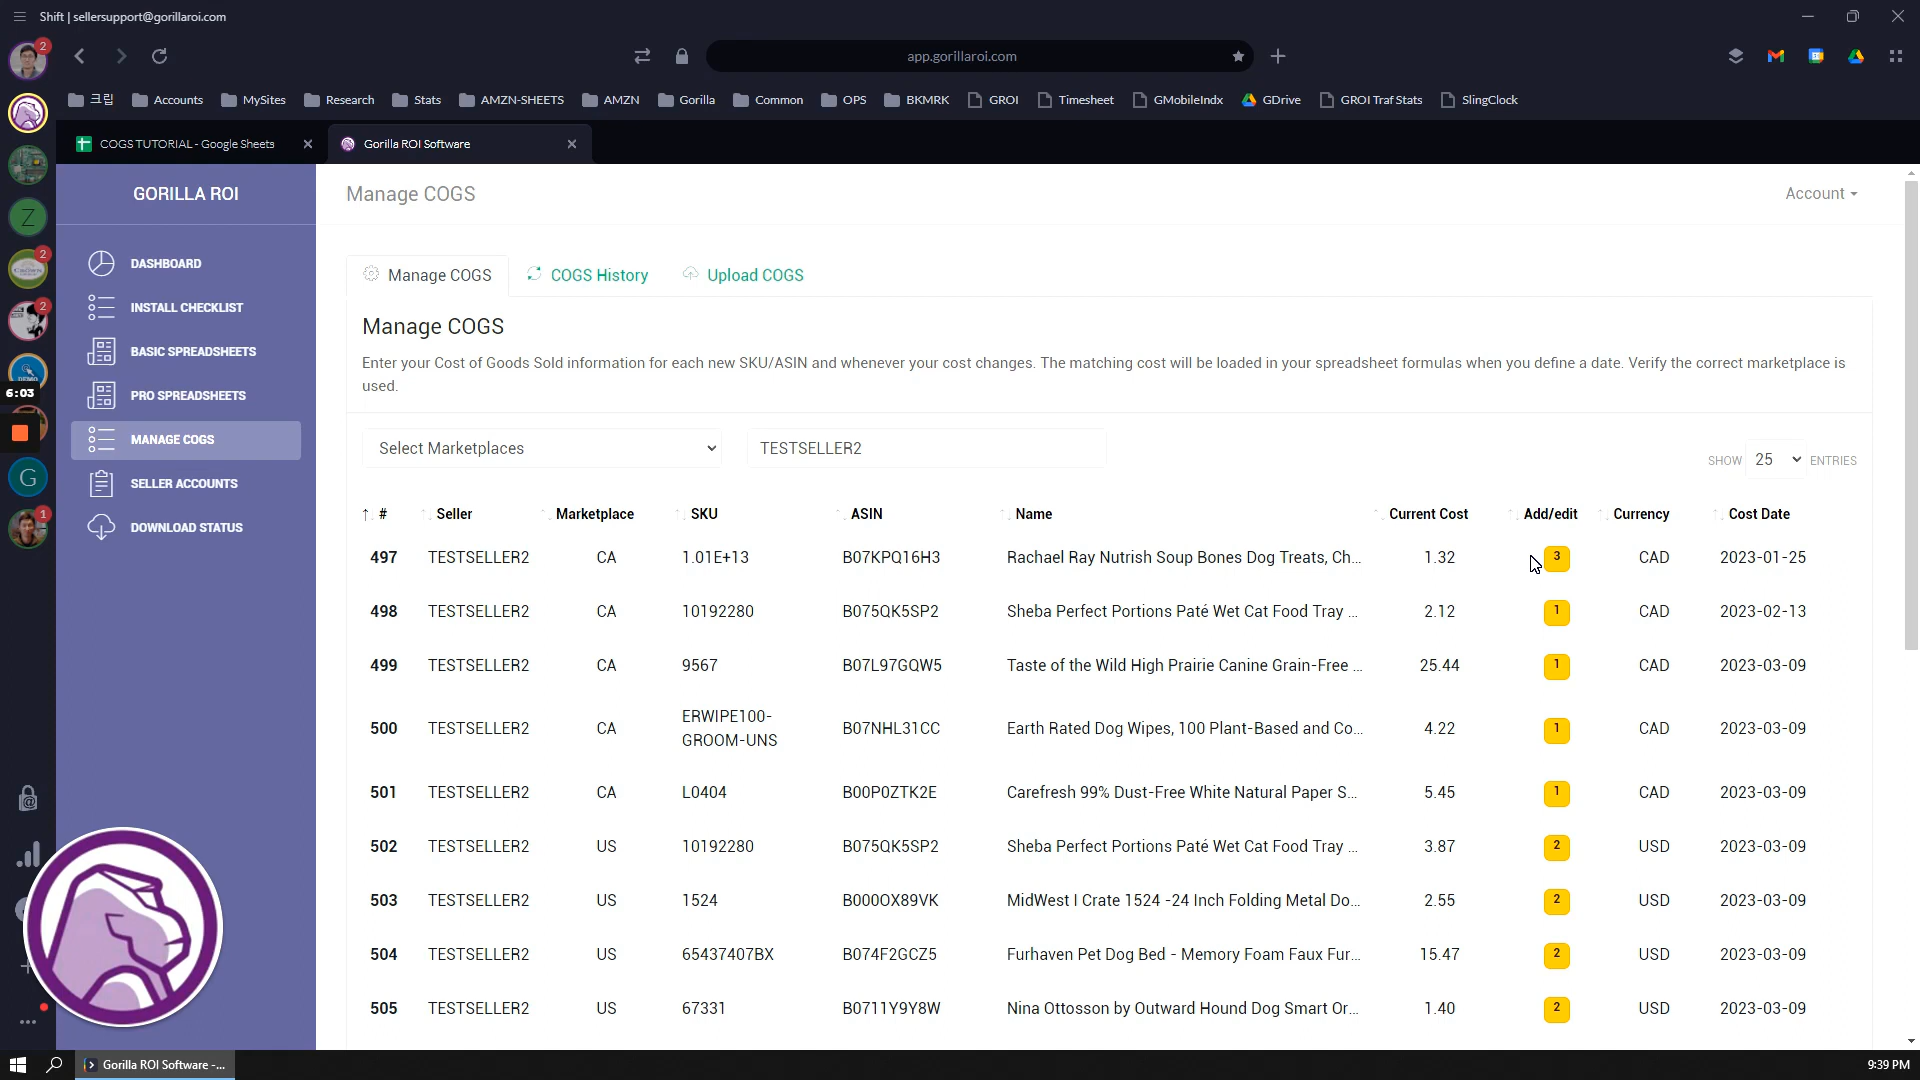 Shift | sellersupport@gorillaroi.com
2
app.gorillaroi.com
크립
Accounts
MySites
Research
Stats
AMZN-SHEETS
AMZN
Gorilla
Common
OPS
BKMRK
GROI
Timesheet
GMobileIndx
GDrive
GROI Traf Stats
SlingClock
COGS TUTORIAL - Google Sheets
Gorilla ROI Software
Z
2
2
6:03
G
1
GORILLA ROI
DASHBOARD
INSTALL CHECKLIST
BASIC SPREADSHEETS
PRO SPREADSHEETS
MANAGE COGS
SELLER ACCOUNTS
DOWNLOAD STATUS
Manage COGS
Account
Manage COGS
COGS History
Upload COGS
Manage COGS
Enter your Cost of Goods Sold information for each new SKU/ASIN and whenever your cost changes. The matching cost will be loaded in your spreadsheet formulas when you define a date. Verify the correct marketplace is
used.
Select Marketplaces
TESTSELLER2
SHOW 25 ENTRIES
# Seller Marketplace SKU ASIN Name Current Cost Add/edit Currency Cost Date
497 TESTSELLER2 CA 1.01E+13 B07KPQ16H3 Rachael Ray Nutrish Soup Bones Dog Treats, Ch... 1.32 3 CAD 2023-01-25
498 TESTSELLER2 CA 10192280 B075QK5SP2 Sheba Perfect Portions Paté Wet Cat Food Tray ... 2.12 1 CAD 2023-02-13
499 TESTSELLER2 CA 9567 B07L97GQW5 Taste of the Wild High Prairie Canine Grain-Free ... 25.44 1 CAD 2023-03-09
500 TESTSELLER2 CA ERWIPE100-GROOM-UNS B07NHL31CC Earth Rated Dog Wipes, 100 Plant-Based and Co... 4.22 1 CAD 2023-03-09
501 TESTSELLER2 CA L0404 B00P0ZTK2E Carefresh 99% Dust-Free White Natural Paper S... 5.45 1 CAD 2023-03-09
502 TESTSELLER2 US 10192280 B075QK5SP2 Sheba Perfect Portions Paté Wet Cat Food Tray ... 3.87 2 USD 2023-03-09
503 TESTSELLER2 US 1524 B000OX89VK MidWest I Crate 1524 -24 Inch Folding Metal Do... 2.55 2 USD 2023-03-09
504 TESTSELLER2 US 65437407BX B074F2GCZ5 Furhaven Pet Dog Bed - Memory Foam Faux Fur... 15.47 2 USD 2023-03-09
505 TESTSELLER2 US 67331 B0711Y9Y8W Nina Ottosson by Outward Hound Dog Smart Or... 1.40 2 USD 2023-03-09
Gorilla ROI Software -...
9:39 PM